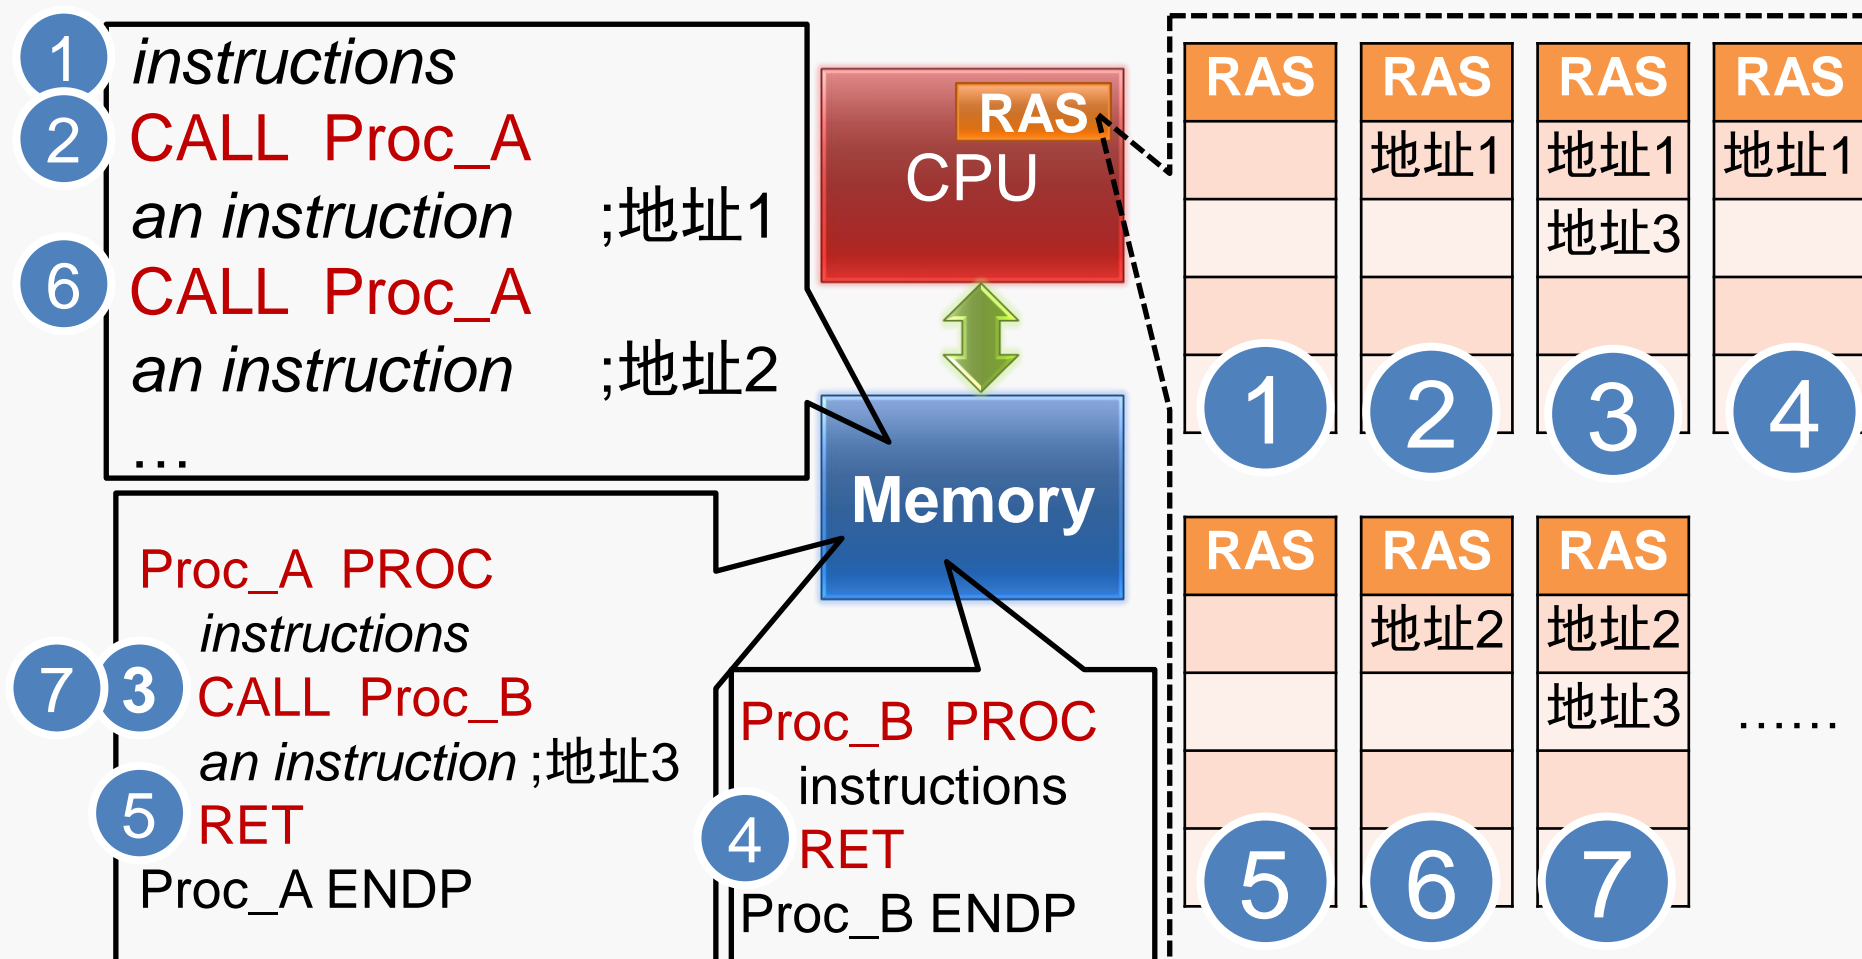 1 instructions
2 CALL Proc_A
an instruction ;地址1
6 CALL Proc_A
an instruction ;地址2
...
RAS
CPU
Memory
Proc_A PROC
instructions
7 3 CALL Proc_B
an instruction ;地址3
5 RET
Proc_A ENDP
Proc_B PROC
instructions
4 RET
Proc_B ENDP
RAS RAS RAS RAS
地址1 地址1 地址1
地址3
1 2 3 4
RAS RAS RAS
地址2 地址2
地址3 ......
5 6 7